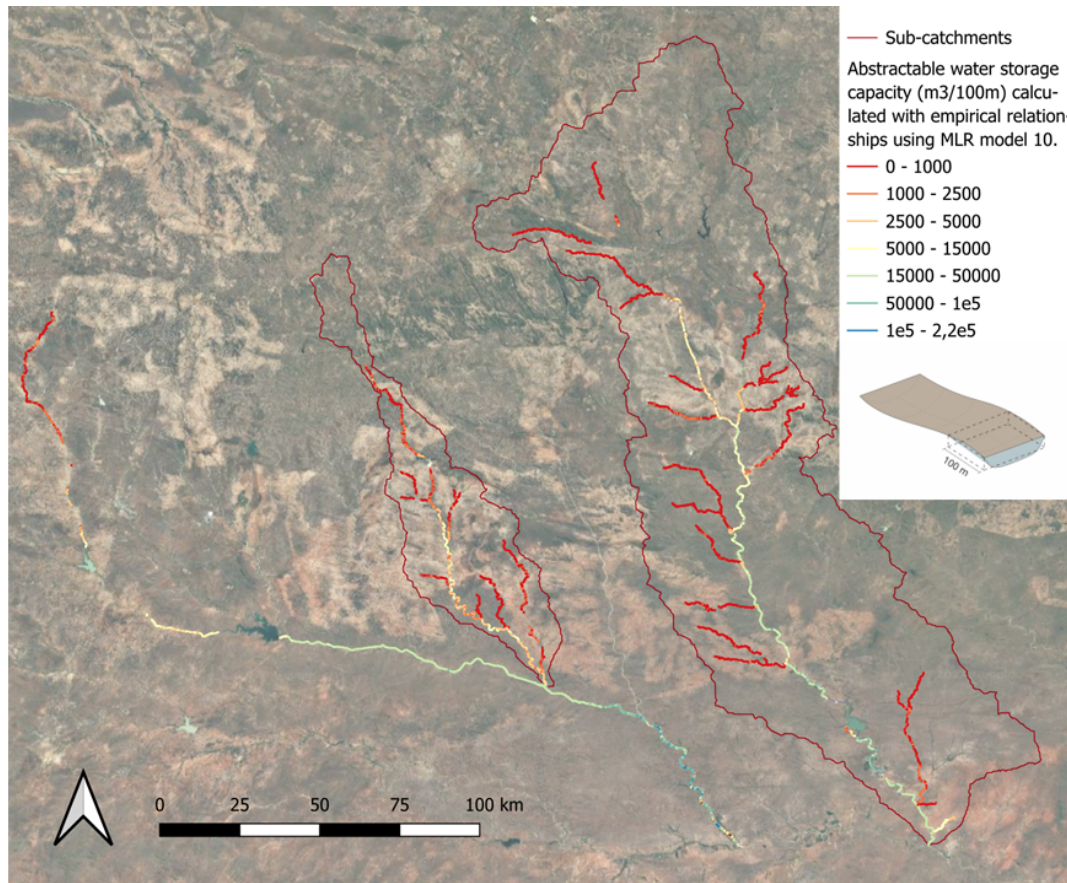 Sub-catchments
Abstractable water storage
capacity (m3/100m) calcu-
lated with empirical relation-
ships using MLR model 10.
0 - 1000
1000 - 2500
2500 - 5000
5000 - 15000
15000 - 50000
50000 - 1e5
1e5 - 2,2e5
100 m
0 25 50 75 100 km